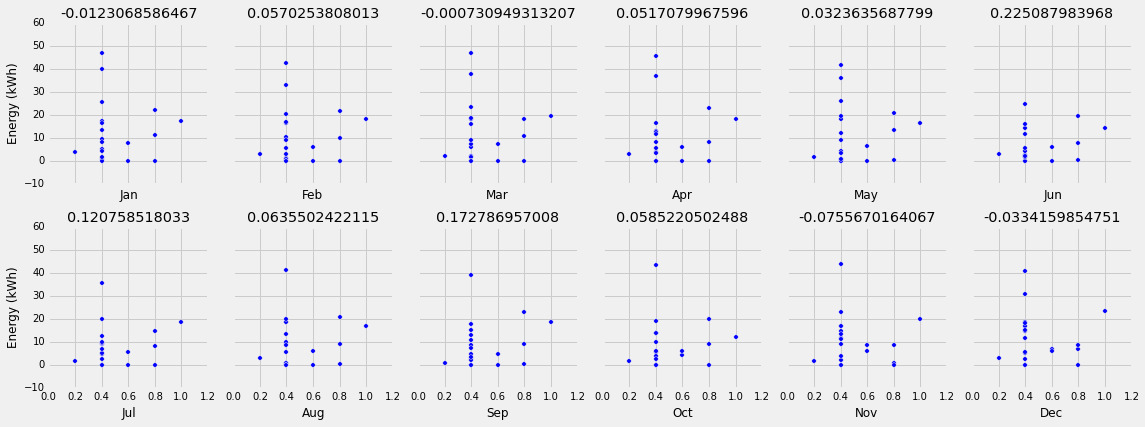 -0.0123068586467 0.0570253808013 -0.000730949313207 0.0517079967596 0.0323635687799 0.225087983968
60
50
40
30
20
10
0
−10
Energy (kWh)
Jan Feb Mar Apr May Jun
0.120758518033 0.0635502422115 0.172786957008 0.0585220502488 -0.0755670164067 -0.0334159854751
60
50
40
30
20
10
0
−10
Energy (kWh)
0.0 0.2 0.4 0.6 0.8 1.0 1.2 0.0 0.2 0.4 0.6 0.8 1.0 1.2 0.0 0.2 0.4 0.6 0.8 1.0 1.2 0.0 0.2 0.4 0.6 0.8 1.0 1.2 0.0 0.2 0.4 0.6 0.8 1.0 1.2 0.0 0.2 0.4 0.6 0.8 1.0 1.2
Jul Aug Sep Oct Nov Dec